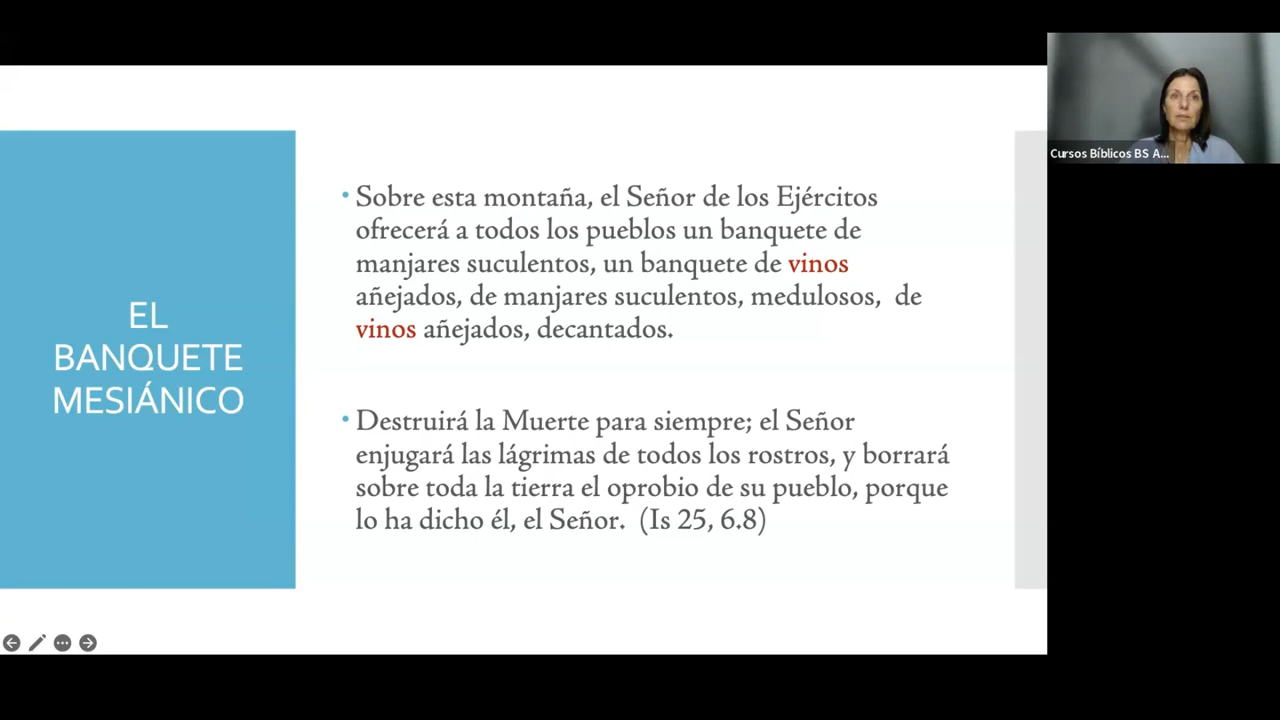 EL
BANQUETE
MESIÁNICO
• Sobre esta montaña, el Señor de los Ejércitos
ofrecerá a todos los pueblos un banquete de
manjares suculentos, un banquete de vinos
añejados, de manjares suculentos, medulosos, de
vinos añejados, decantados.
• Destruirá la Muerte para siempre; el Señor
enjugará las lágrimas de todos los rostros, y borrará
sobre toda la tierra el oprobio de su pueblo, porque
lo ha dicho él, el Señor. (Is 25, 6.8)
Cursos Bíblicos BS A...